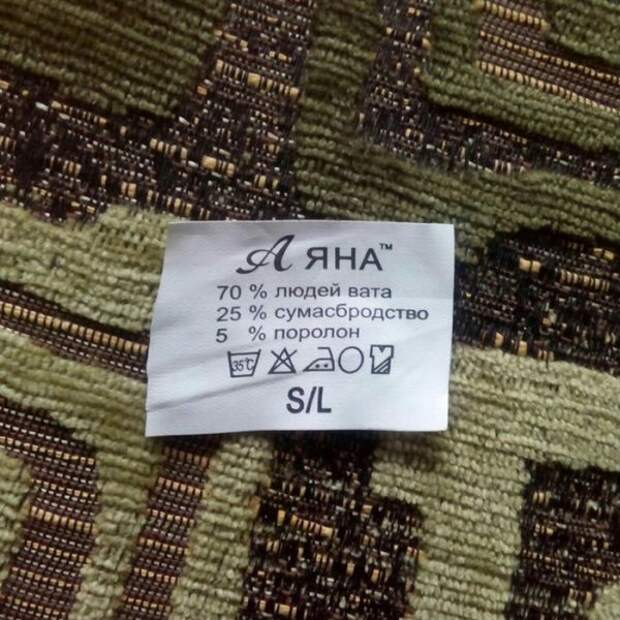 А ЯНА™
70 % людей вата
25 % сумасбродство
5 % поролон
35°C
S/L